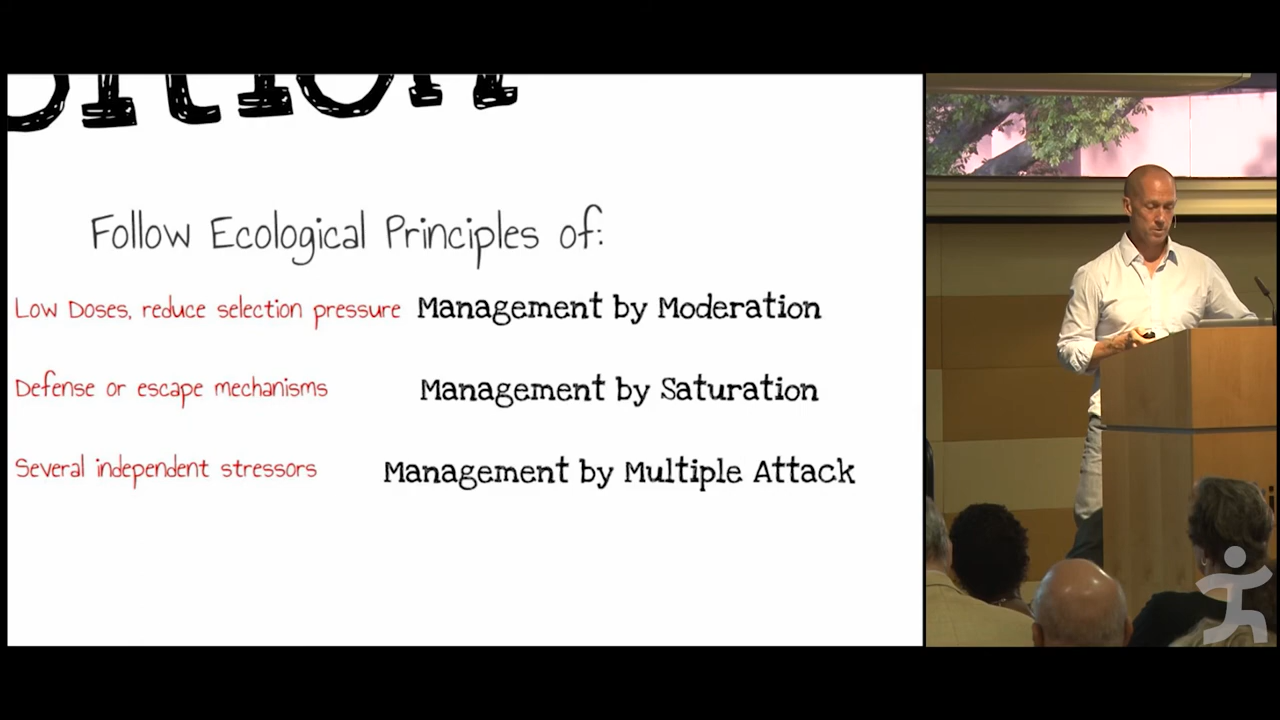 Follow Ecological Principles of:
Low Doses, reduce selection pressure Management by Moderation
Defense or escape mechanisms Management by Saturation
Several independent stressors Management by Multiple Attack